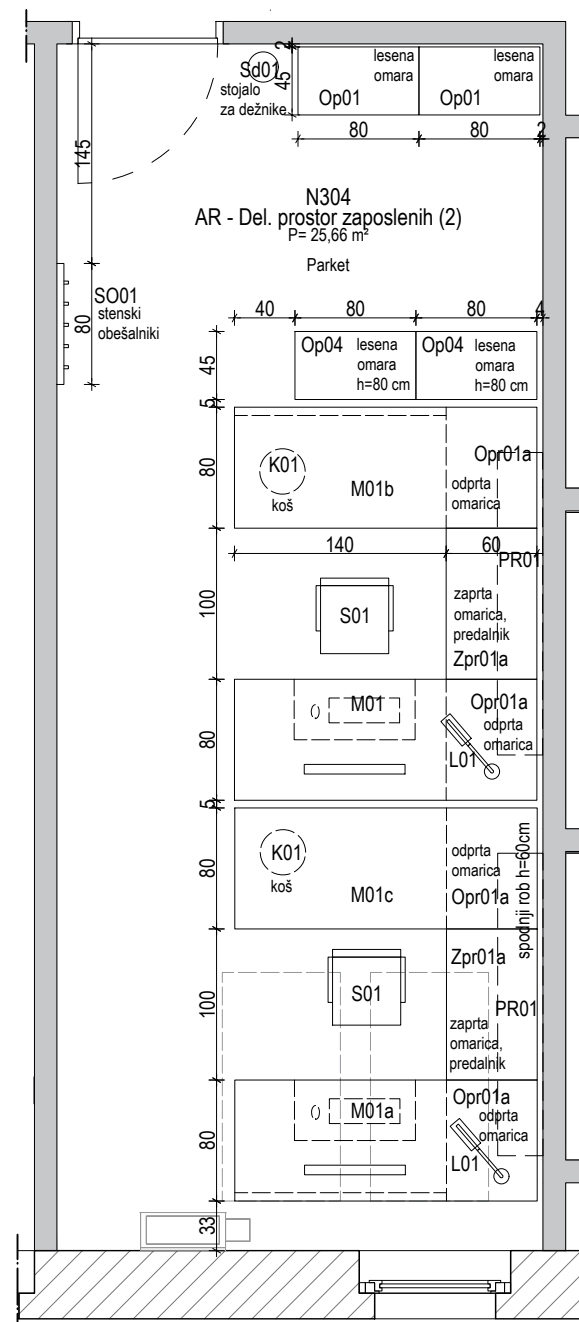 Sd01
stojalo
za dežnike
2
45
lesena
omara
Op01
lesena
omara
Op01
80
80
2
145
N304
AR - Del. prostor zaposlenih (2)
P= 25,66 m²
Parket
SO01
stenski
obešalniki
80
40
80
80
4
45
Op04
lesena
omara
h=80 cm
Op04
lesena
omara
h=80 cm
5
80
K01
koš
M01b
Opr01a
odprta
omarica
140
60
PR01
100
S01
zaprta
omarica,
predalnik
Zpr01a
80
M01
Opr01a
odprta
omarica
L01
5
80
K01
koš
M01c
odprta
omarica
Opr01a
spodnji rob h=60cm
100
S01
Zpr01a
PR01
zaprta
omarica,
predalnik
80
M01a
Opr01a
odprta
omarica
L01
33